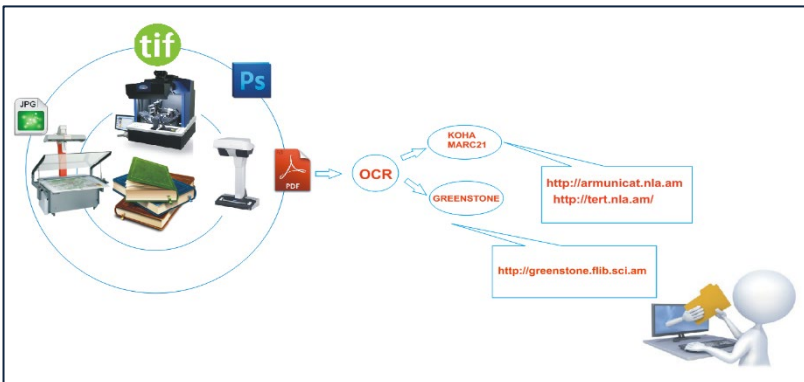 tif
Ps
JPG
PDF
OCR
KOHA
MARC21
GREENSTONE
http://armunicat.nla.am
http://tert.nla.am/
http://greenstone.flib.sci.am